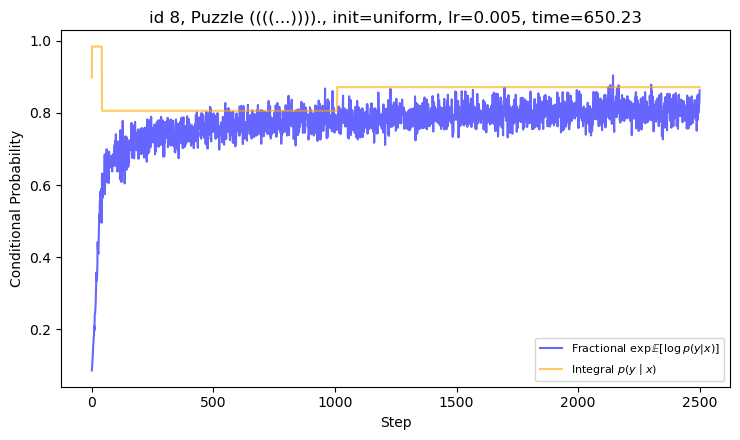 id 8, Puzzle ((((...))))., init=uniform, lr=0.005, time=650.23
1.0
0.8
0.6
0.4
0.2
Conditional Probability
0 500 1000 1500 2000 2500
Step
Fractional exp𝔼[log p(y|x)]
Integral p(y | x)